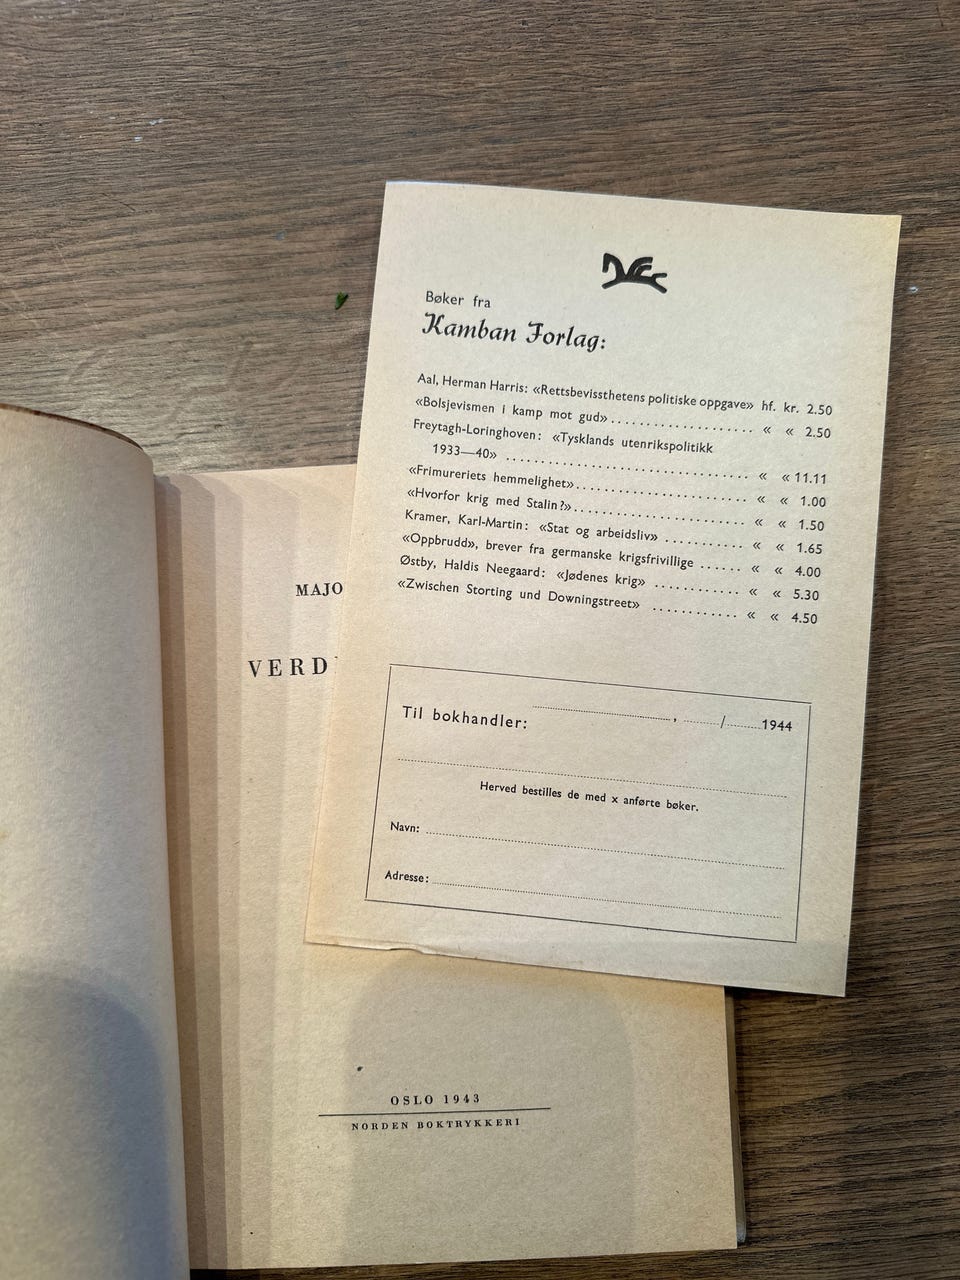 Bøker fra
Kamban Forlag:
Aal, Herman Harris: «Rettsbevissthetens politiske oppgave» hf. kr. 2.50
«Bolsjevismen i kamp mot gud» .................... « « 2.50
Freytagh-Loringhoven: «Tysklands utenrikspolitikk
1933—40» .................................. « « 11.11
«Frimureriets hemmelighet» ........................ « « 1.00
«Hvorfor krig med Stalin?» ........................ « « 1.50
Kramer, Karl-Martin: «Stat og arbeidsliv» ........... « « 1.65
«Oppbrudd», brever fra germanske krigsfrivillige ...... « « 4.00
Østby, Haldis Neegaard: «Jødenes krig» ............ « « 5.30
«Zwischen Storting und Downingstreet» ............ « « 4.50
Til bokhandler: ...................., ......../........1944
Herved bestilles de med x anførte bøker.
Navn:
Adresse:
MAJO
VERD
OSLO 1943
NORDEN BOKTRYKKERI